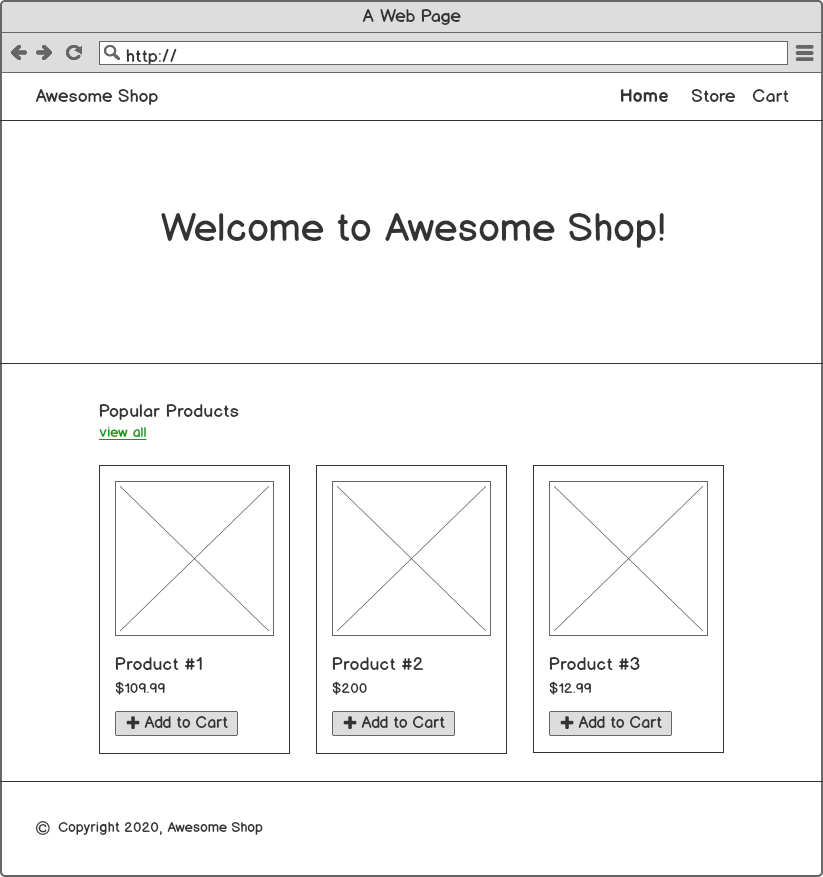 A Web Page
http://
Awesome Shop Home Store Cart
Welcome to Awesome Shop!
Popular Products
view all
Product #1
$109.99
Add to Cart
Product #2
$200
Add to Cart
Product #3
$12.99
Add to Cart
© Copyright 2020, Awesome Shop